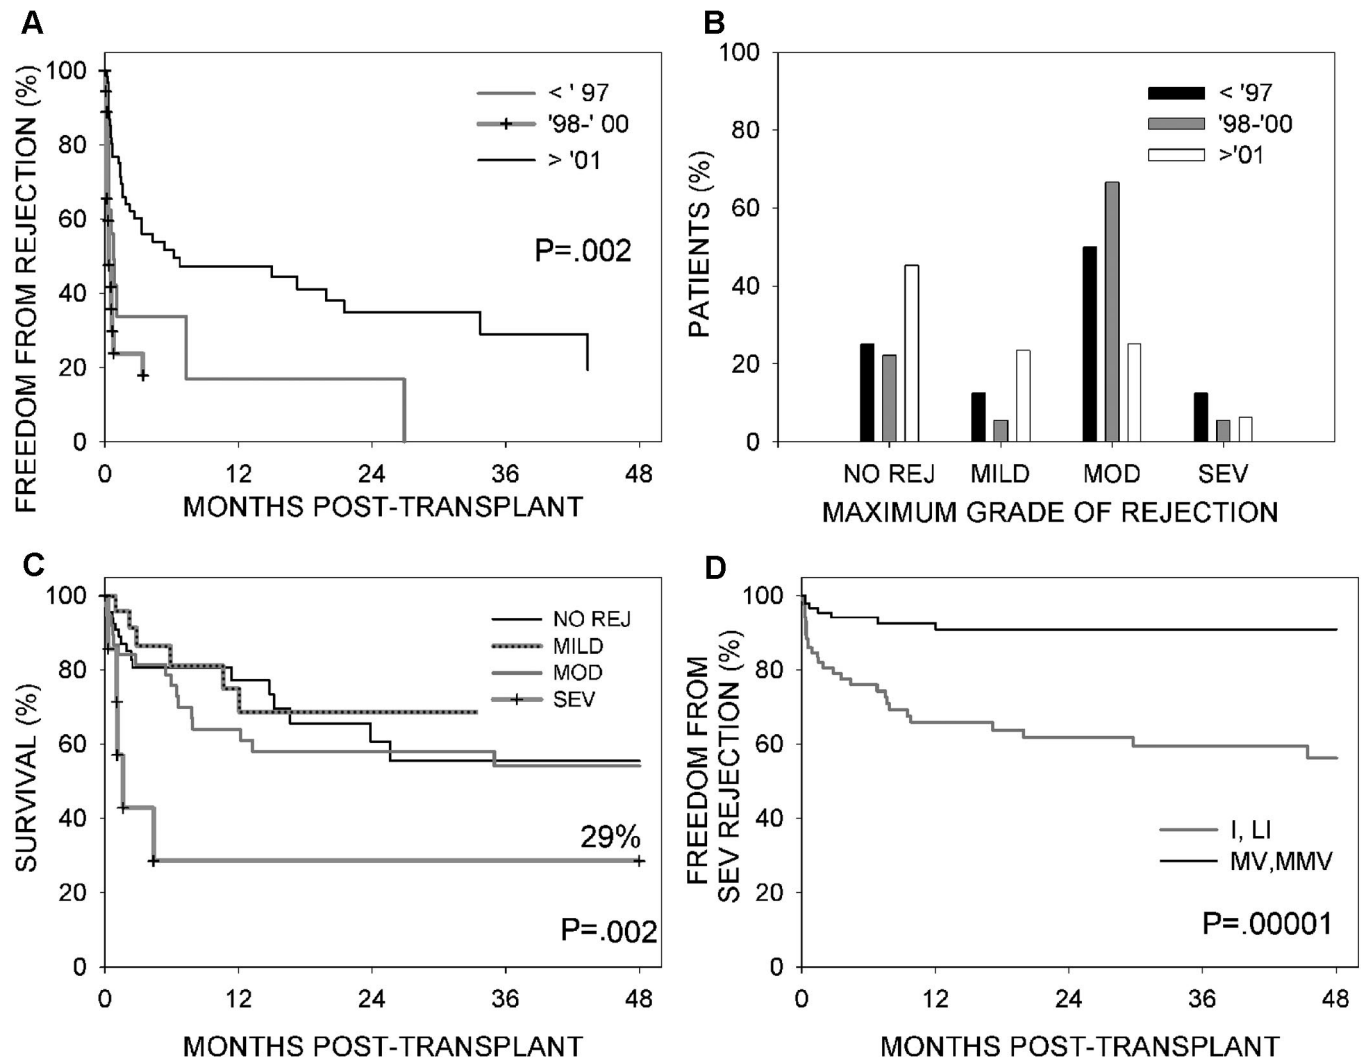 A
FREEDOM FROM REJECTION (%)
100
80
60
40
20
0
< ' 97
'98-' 00
> '01
P=.002
0 12 24 36 48
MONTHS POST-TRANSPLANT
B
PATIENTS (%)
100
80
60
40
20
0
< '97
'98-'00
>'01
NO REJ MILD MOD SEV
MAXIMUM GRADE OF REJECTION
C
SURVIVAL (%)
100
80
60
40
20
0
NO REJ
MILD
MOD
SEV
29%
P=.002
0 12 24 36 48
MONTHS POST-TRANSPLANT
D
FREEDOM FROM
SEV REJECTION (%)
100
80
60
40
20
0
I, LI
MV,MMV
P=.00001
0 12 24 36 48
MONTHS POST-TRANSPLANT